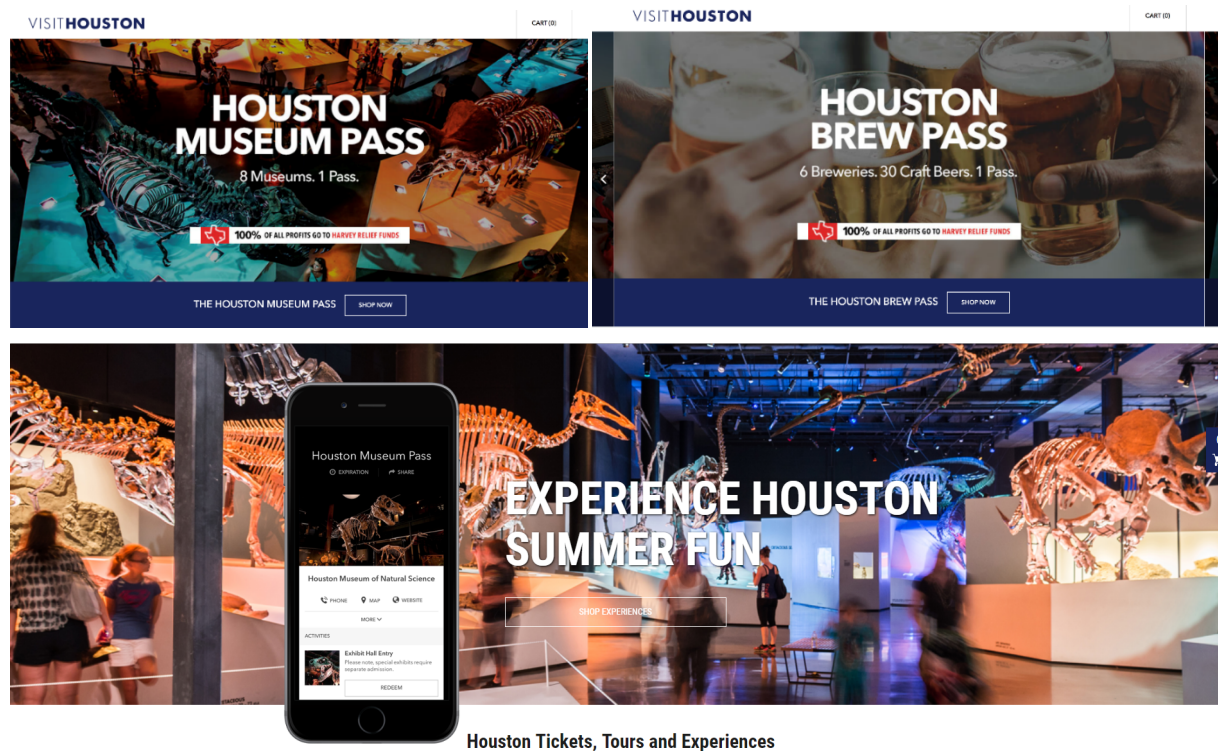 VISITHOUSTON
CART (0)
HOUSTON
MUSEUM PASS
8 Museums. 1 Pass.
100% OF ALL PROFITS GO TO HARVEY RELIEF FUNDS
THE HOUSTON MUSEUM PASS
SHOP NOW
VISITHOUSTON
CART (0)
HOUSTON
BREW PASS
6 Breweries. 30 Craft Beers. 1 Pass.
100% OF ALL PROFITS GO TO HARVEY RELIEF FUNDS
THE HOUSTON BREW PASS
SHOP NOW
Houston Museum Pass
EXPIRATION
SHARE
Houston Museum of Natural Science
PHONE
MAP
WEBSITE
MORE
ACTIVITIES
Exhibit Hall Entry
Please note, special exhibits require
separate admission.
REDEEM
EXPERIENCE HOUSTON
SUMMER FUN
SHOP EXPERIENCES
Houston Tickets, Tours and Experiences